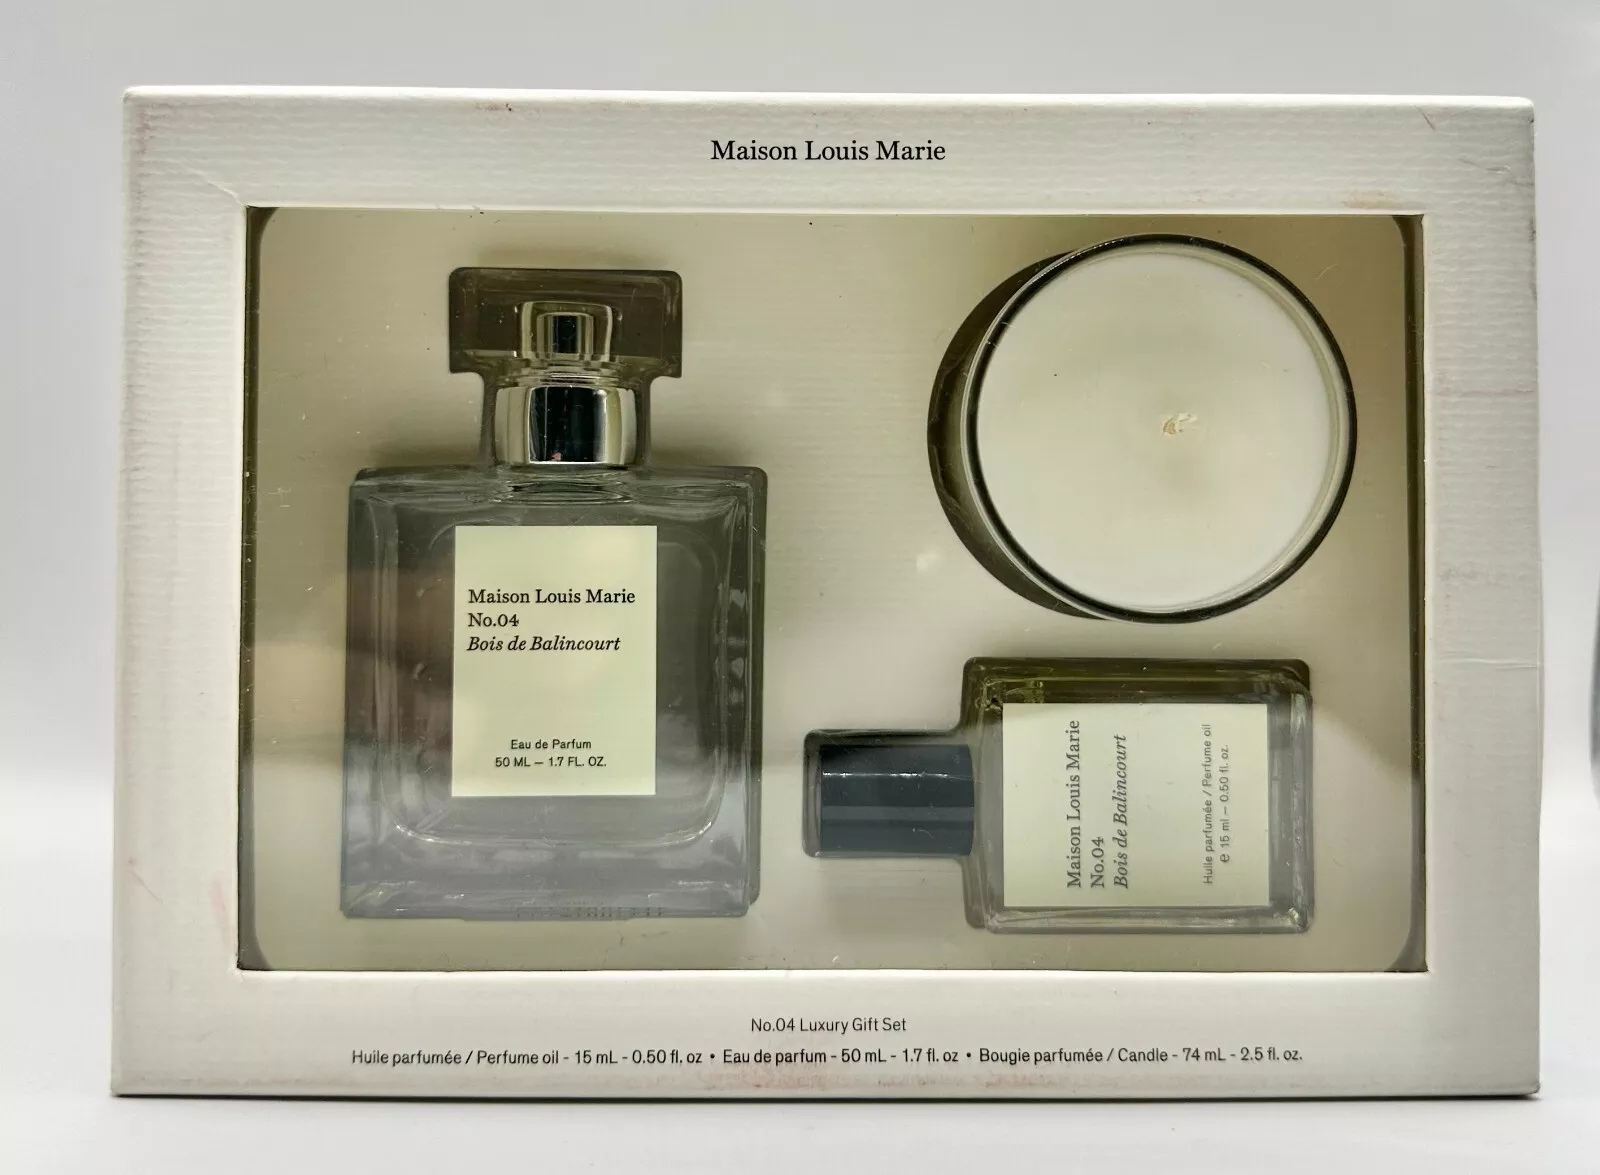 Maison Louis Marie
Maison Louis Marie
No.04
Bois de Balincourt
Eau de Parfum
50 ML – 1.7 FL. OZ.
Maison Louis Marie
No.04
Bois de Balincourt
Huile parfumée / Perfume oil
℮ 15 ml – 0.50 fl. oz.
No.04 Luxury Gift Set
Huile parfumée / Perfume oil - 15 mL - 0.50 fl. oz • Eau de parfum - 50 mL - 1.7 fl. oz • Bougie parfumée / Candle - 74 mL - 2.5 fl. oz.